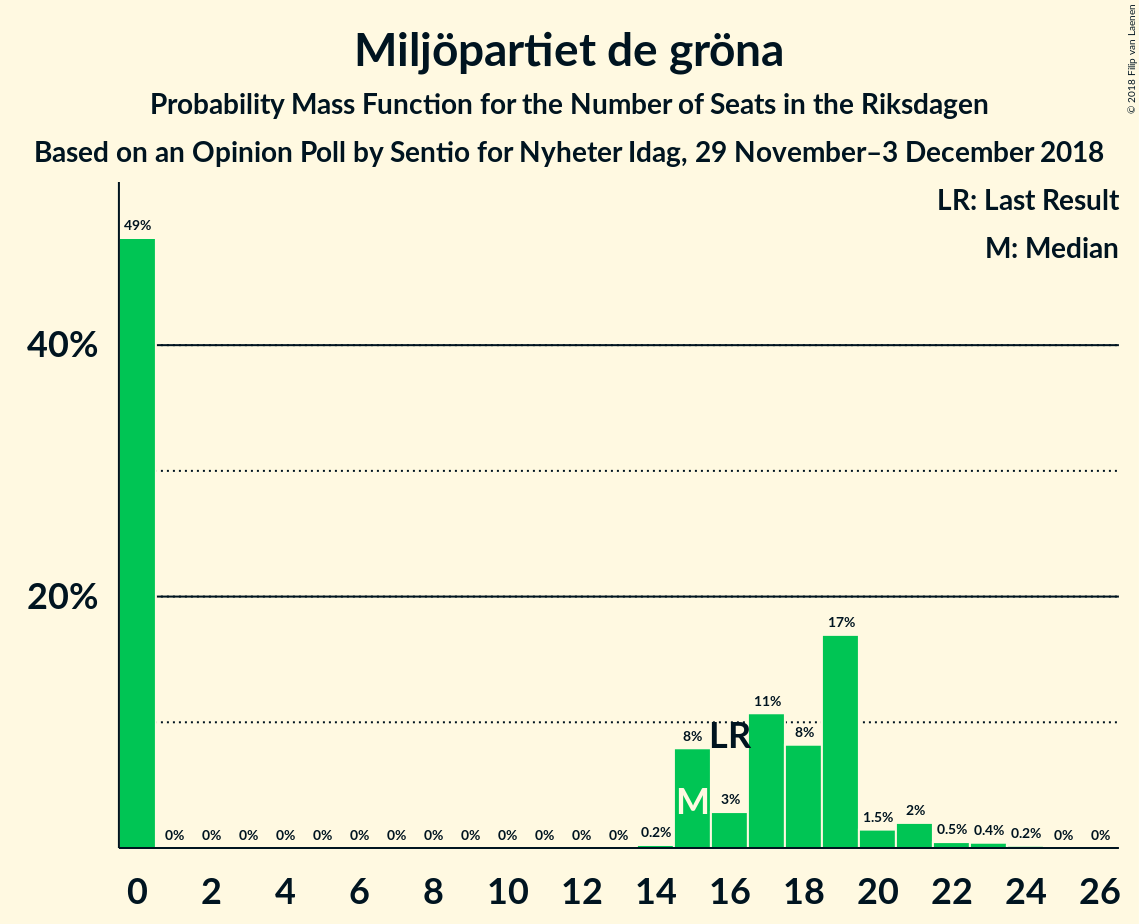 Miljöpartiet de gröna
Probability Mass Function for the Number of Seats in the Riksdagen
Based on an Opinion Poll by Sentio for Nyheter Idag, 29 November–3 December 2018
© 2018 Filip van Laenen
LR: Last Result
M: Median
49%
40%
20%
17%
11%
8% LR 8%
M 3%
0% 0% 0% 0% 0% 0% 0% 0% 0% 0% 0% 0% 0% 0.2% 1.5% 2% 0.5% 0.4% 0.2% 0% 0%
0 2 4 6 8 10 12 14 16 18 20 22 24 26